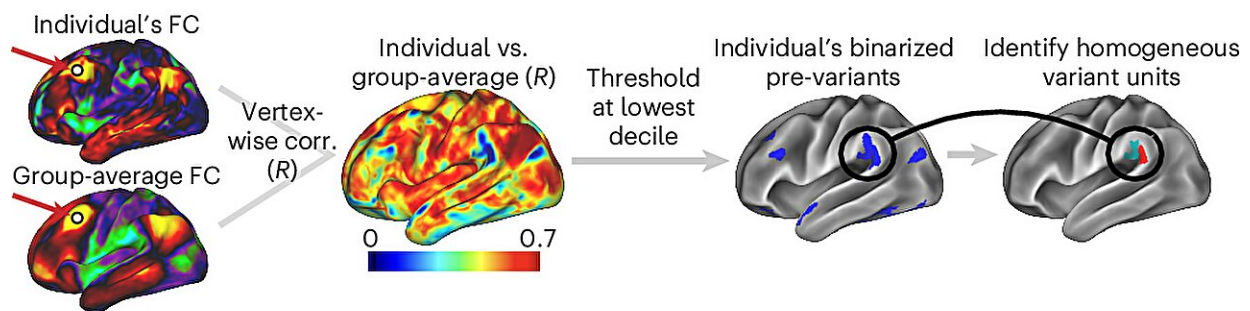 Individual's FC
Group-average FC
Vertex-
wise corr.
(R)
Individual vs.
group-average (R)
0 0.7
Threshold
at lowest
decile
Individual's binarized
pre-variants
Identify homogeneous
variant units